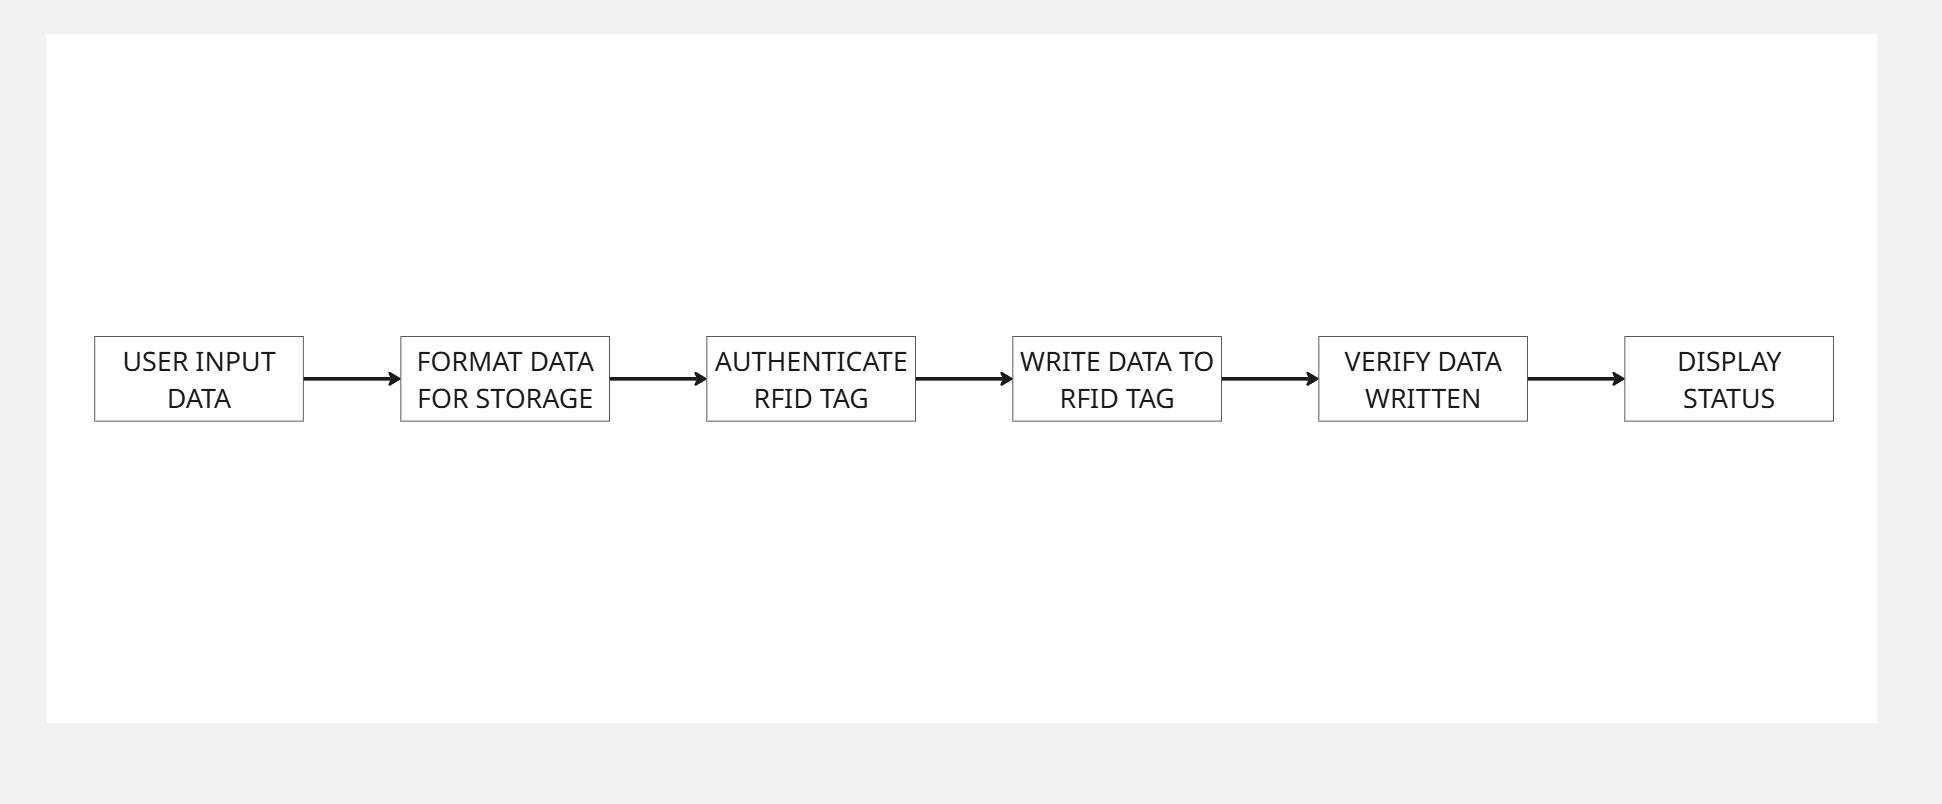 USER INPUT
DATA
FORMAT DATA
FOR STORAGE
AUTHENTICATE
RFID TAG
WRITE DATA TO
RFID TAG
VERIFY DATA
WRITTEN
DISPLAY
STATUS